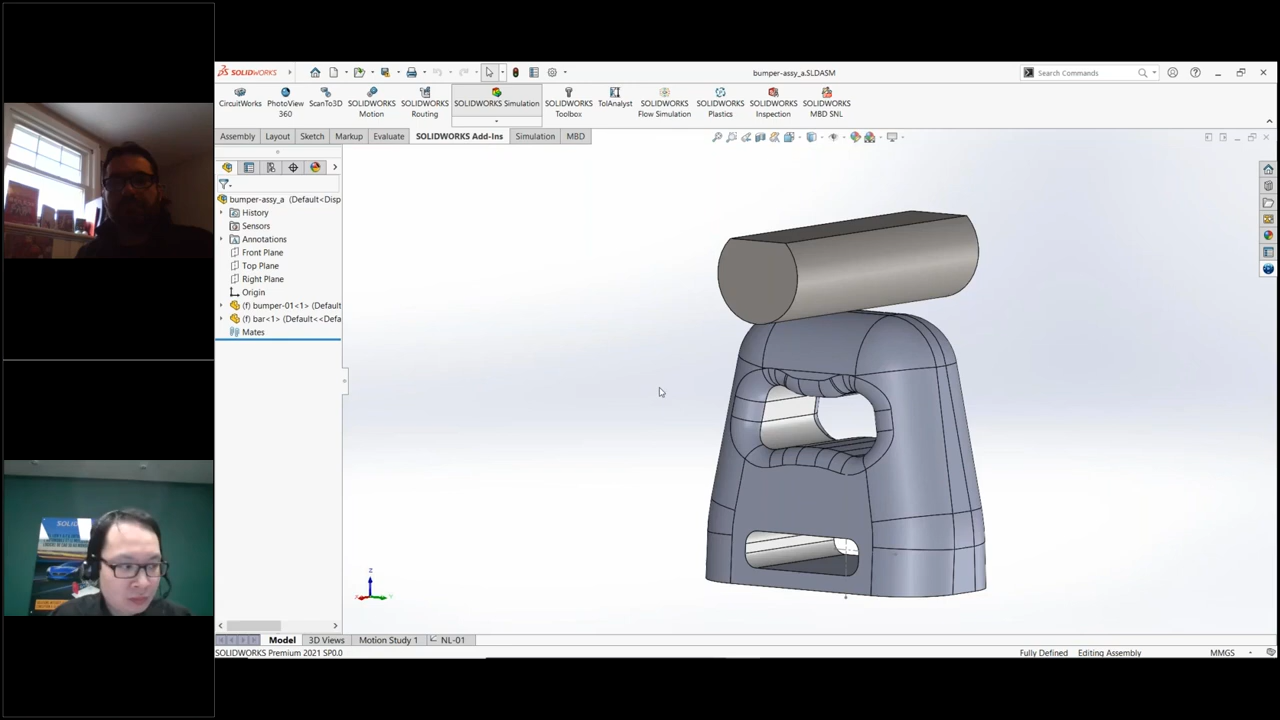 SOLIDWORKS
bumper-assy_a.SLDASM
Search Commands
CircuitWorks
PhotoView 360
ScanTo3D
SOLIDWORKS Motion
SOLIDWORKS Routing
SOLIDWORKS Simulation
SOLIDWORKS Toolbox
TolAnalyst
SOLIDWORKS Flow Simulation
SOLIDWORKS Plastics
SOLIDWORKS Inspection
SOLIDWORKS MBD SNL
Assembly Layout Sketch Markup Evaluate SOLIDWORKS Add-Ins Simulation MBD
bumper-assy_a (Default<Disp
History
Sensors
Annotations
Front Plane
Top Plane
Right Plane
Origin
(f) bumper-01<1> (Default
(f) bar<1> (Default<<Defa
Mates
Z
Model 3D Views Motion Study 1 NL-01
SOLIDWORKS Premium 2021 SP0.0
Fully Defined Editing Assembly MMGS
SOLID